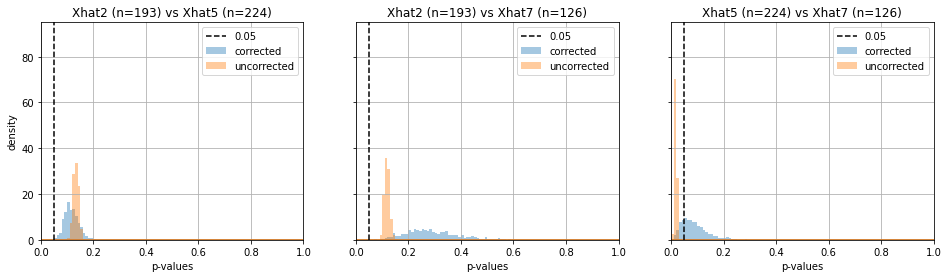 Xhat2 (n=193) vs Xhat5 (n=224)
0.05
corrected
uncorrected
density
80
60
40
20
0
0.0 0.2 0.4 0.6 0.8 1.0
p-values
Xhat2 (n=193) vs Xhat7 (n=126)
0.05
corrected
uncorrected
0.0 0.2 0.4 0.6 0.8 1.0
p-values
Xhat5 (n=224) vs Xhat7 (n=126)
0.05
corrected
uncorrected
0.0 0.2 0.4 0.6 0.8 1.0
p-values